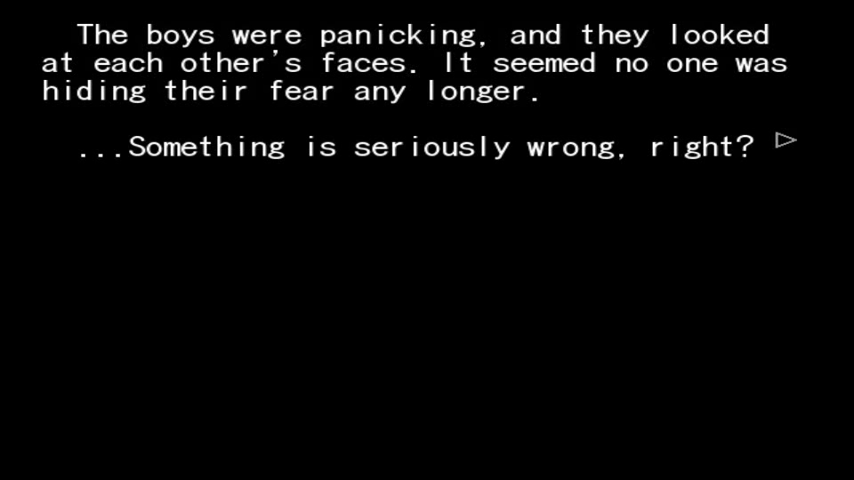 The boys were panicking, and they looked
at each other's faces. It seemed no one was
hiding their fear any longer.
...Something is seriously wrong, right?